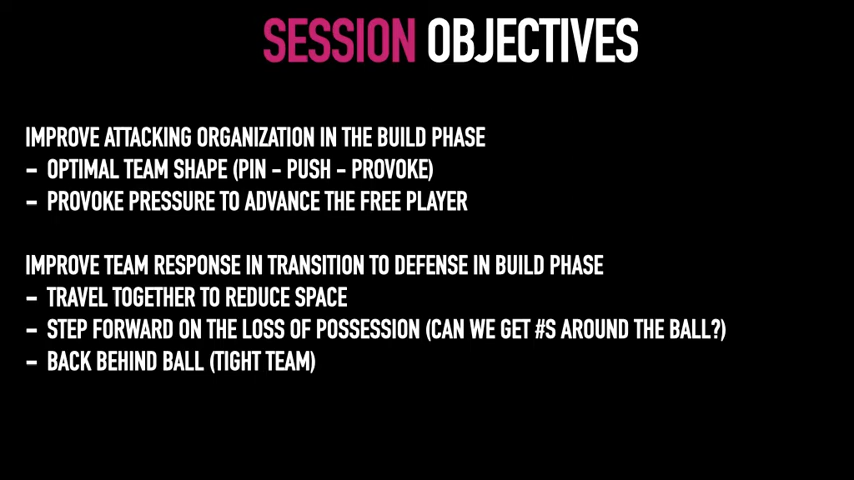 SESSION OBJECTIVES
IMPROVE ATTACKING ORGANIZATION IN THE BUILD PHASE
- OPTIMAL TEAM SHAPE (PIN - PUSH - PROVOKE)
- PROVOKE PRESSURE TO ADVANCE THE FREE PLAYER
IMPROVE TEAM RESPONSE IN TRANSITION TO DEFENSE IN BUILD PHASE
- TRAVEL TOGETHER TO REDUCE SPACE
- STEP FORWARD ON THE LOSS OF POSSESSION (CAN WE GET #S AROUND THE BALL?)
- BACK BEHIND BALL (TIGHT TEAM)